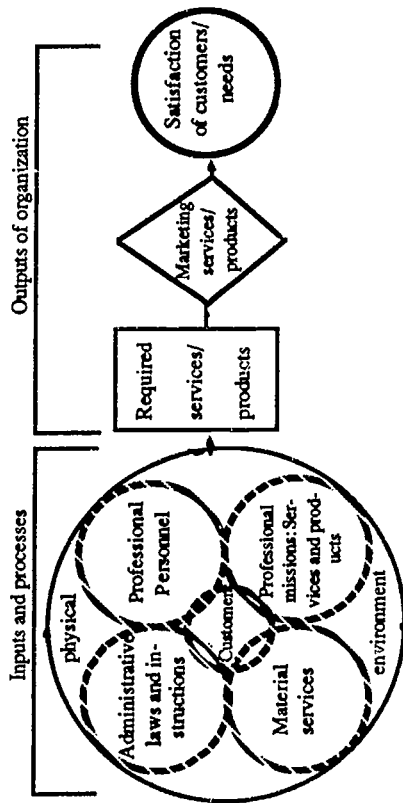 Inputs and processes
Outputs of organization
physical
Administrative
laws and in-
structions
Professional
Personnel
Customers
Material
services
Professional
missions: Ser-
vices and prod-
ucts
environment
Required
services/
products
Marketing
services/
products
Satisfaction
of customers/
needs